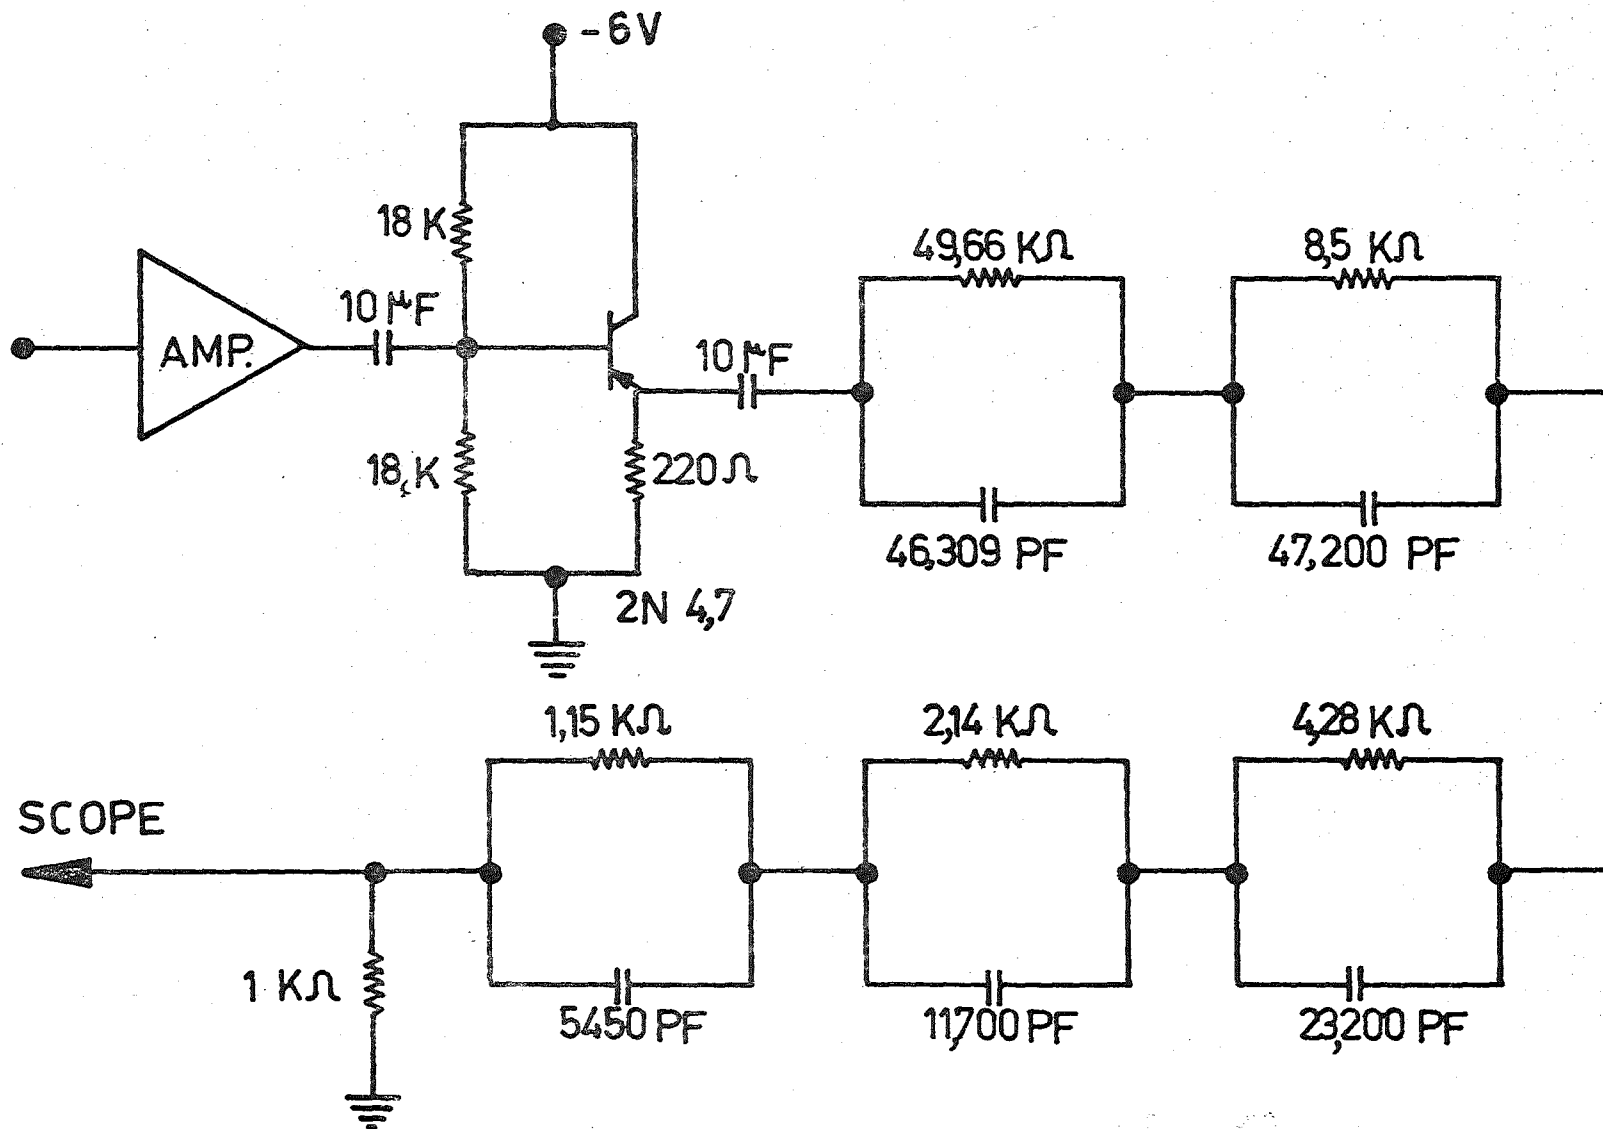 -6V
18 K
49,66 KΩ
8,5 KΩ
10 μF
AMP.
10 μF
18 K
220 Ω
46,309 PF
47,200 PF
2N 4,7
1,15 KΩ
2,14 KΩ
4,28 KΩ
SCOPE
1 KΩ
5450 PF
11,700 PF
23,200 PF